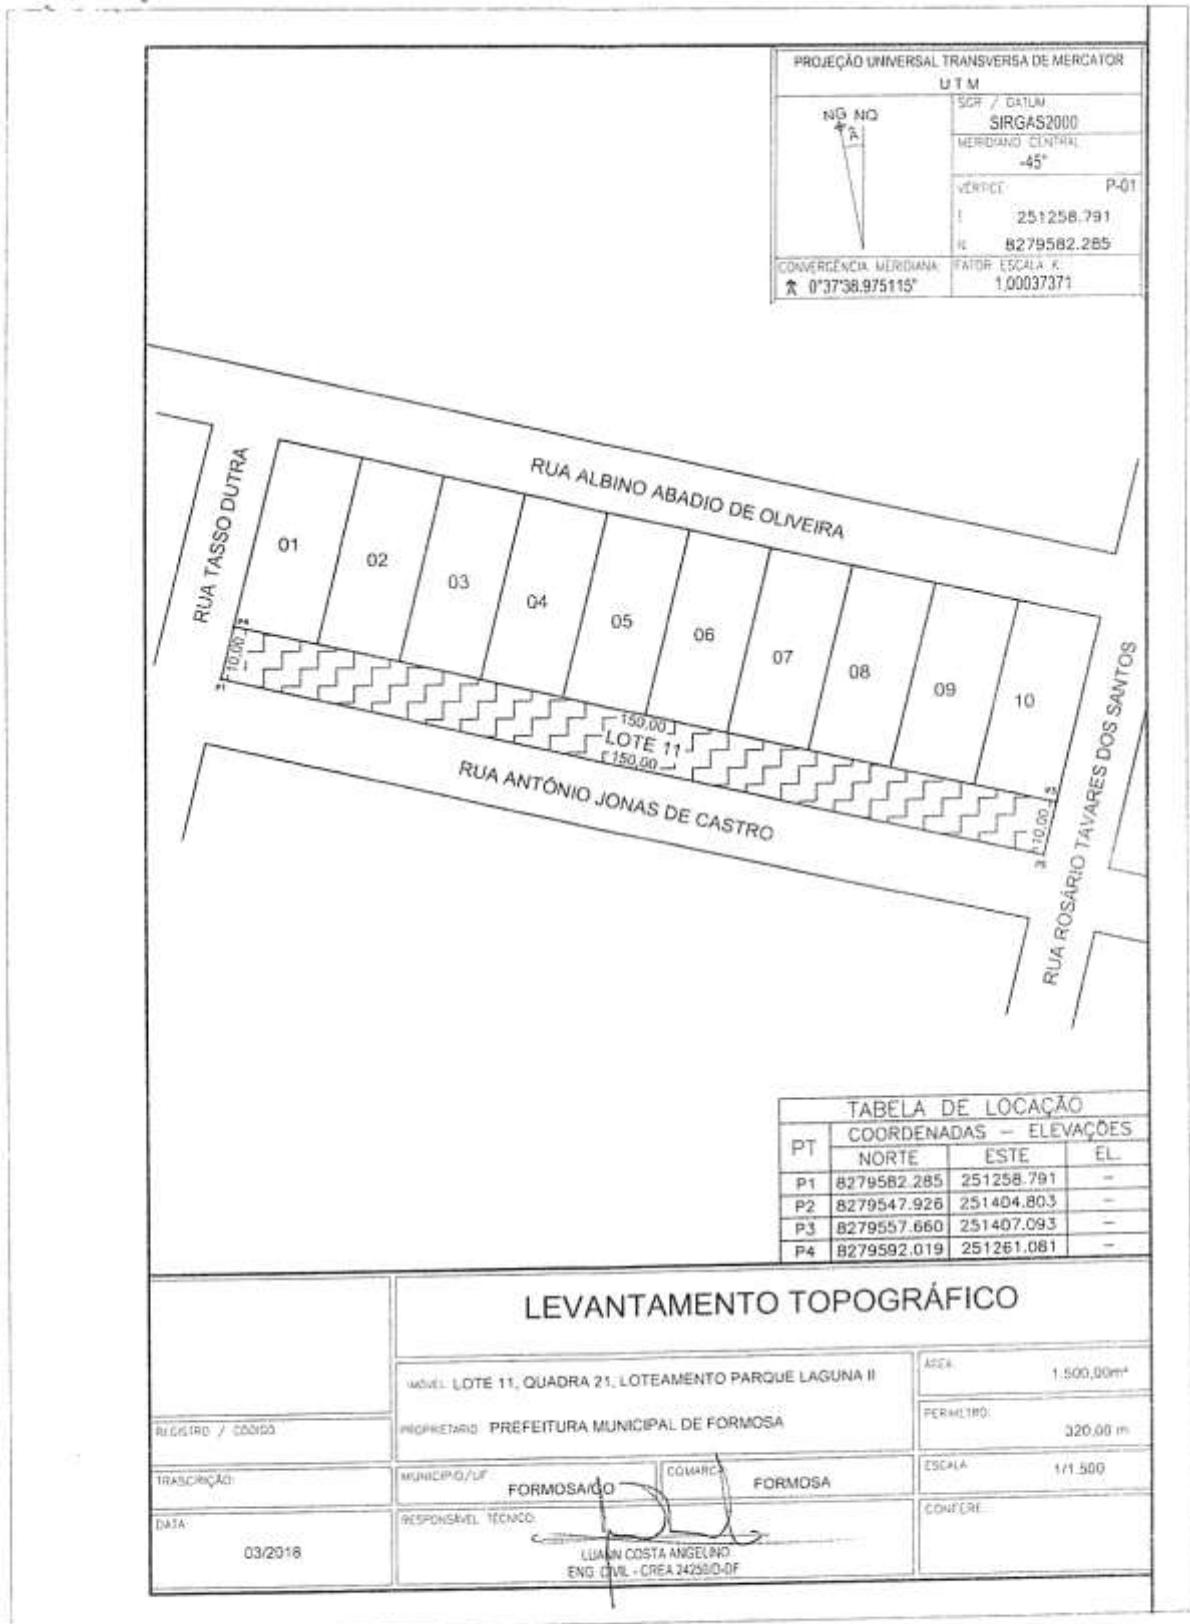 PROJEÇÃO UNIVERSAL TRANSVERSA DE MERCATOR
U T M
NG NQ
SGR / DATUM
SIRGAS2000
MERIDIANO CENTRAL
-45°
VÉRTICE P-01
251258.791
N: 8279582.285
CONVERGÊNCIA MERIDIANA
0°37'38.975115"
FATOR ESCALA K
1,00037371
RUA ALBINO ABADIO DE OLIVEIRA
RUA TASSO DUTRA
01
02
03
04
05
06
07
08
09
10
10,00
150,00
LOTE 11
150,00
10,00
RUA ANTÔNIO JONAS DE CASTRO
RUA ROSÁRIO TAVARES DOS SANTOS
TABELA DE LOCAÇÃO
PT COORDENADAS - ELEVAÇÕES
NORTE ESTE EL.
P1 8279582.285 251258.791 -
P2 8279547.926 251404.803 -
P3 8279557.660 251407.093 -
P4 8279592.019 251261.081 -
LEVANTAMENTO TOPOGRÁFICO
IMÓVEL: LOTE 11, QUADRA 21, LOTEAMENTO PARQUE LAGUNA II
ÁREA: 1.500,00m²
PROPRIETÁRIO: PREFEITURA MUNICIPAL DE FORMOSA
PERÍMETRO: 320,00 m
REGISTRO / CÓDIGO
TRASCRIÇÃO:
MUNICÍPIO/UF FORMOSA/GO
COMARCA FORMOSA
ESCALA 1/1.500
DATA 03/2018
RESPONSÁVEL TÉCNICO:
LUANN COSTA ANGELINO
ENG. CIVIL - CREA 24250/D-DF
CONFERE: